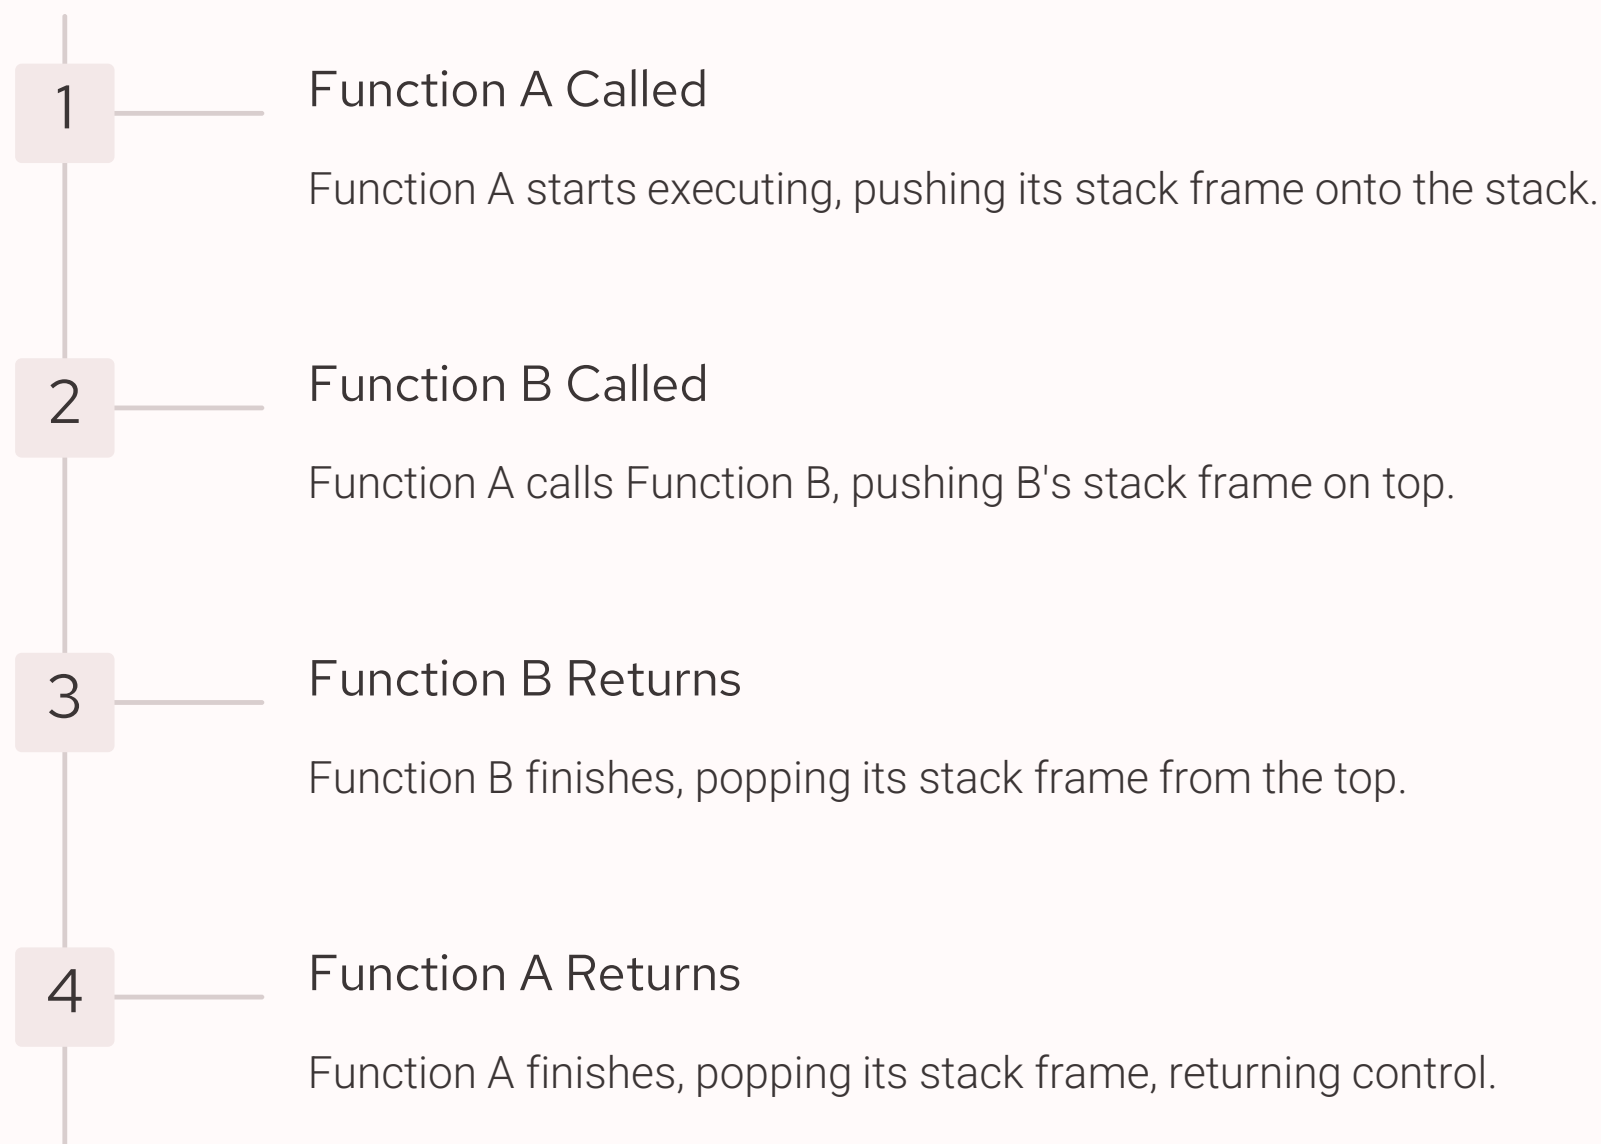 1
Function A Called
Function A starts executing, pushing its stack frame onto the stack.
2
Function B Called
Function A calls Function B, pushing B's stack frame on top.
3
Function B Returns
Function B finishes, popping its stack frame from the top.
4
Function A Returns
Function A finishes, popping its stack frame, returning control.